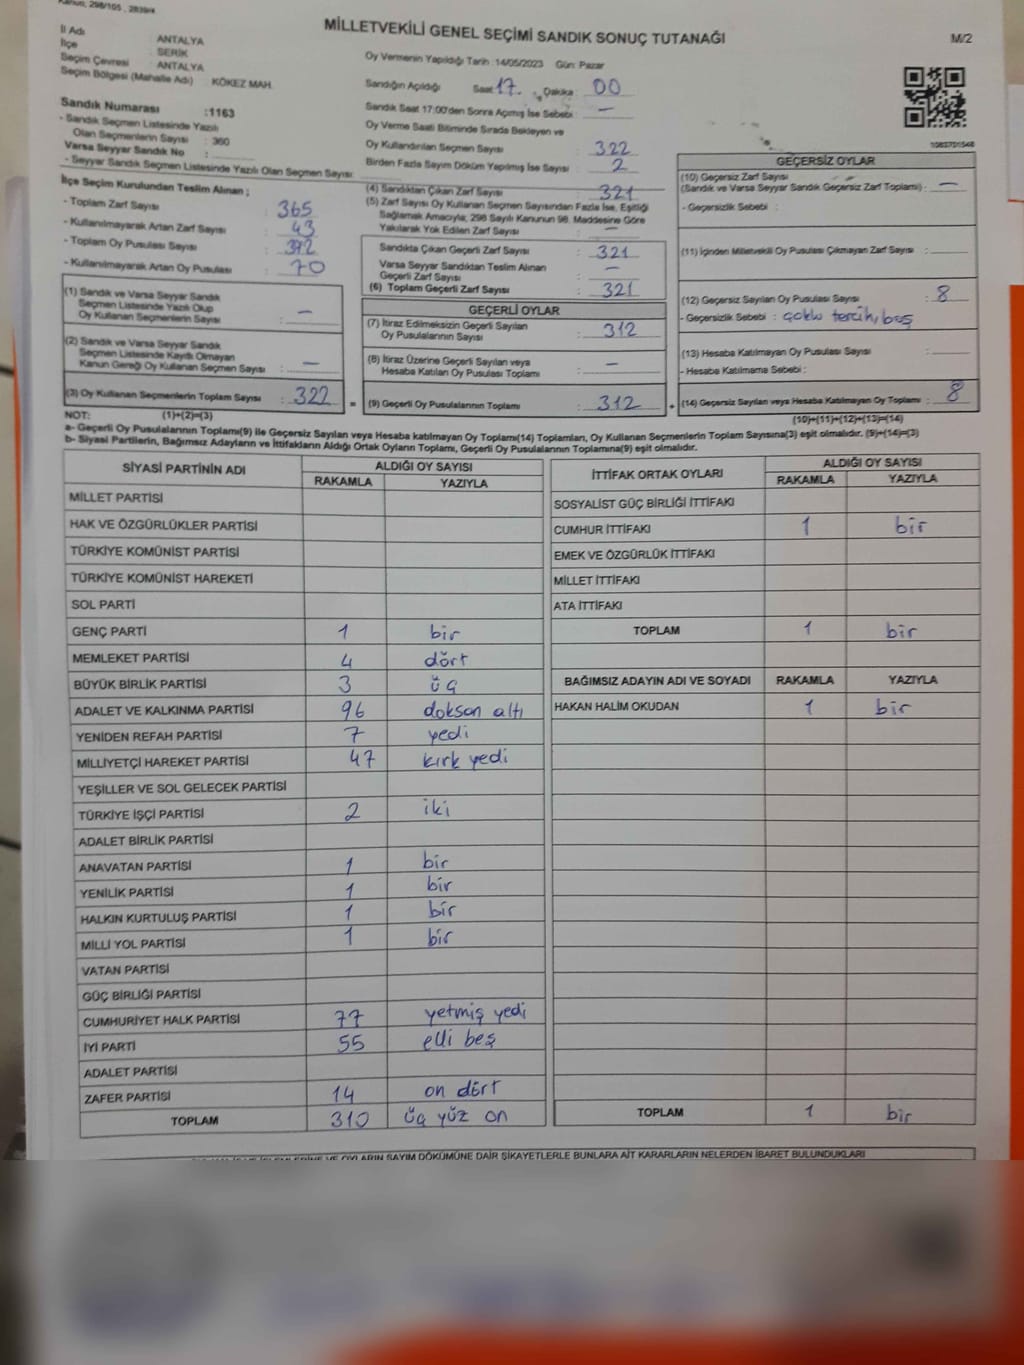 Kanun; 298/105 , 2839/4
MİLLETVEKİLİ GENEL SEÇİMİ SANDIK SONUÇ TUTANAĞI
M/2
İl Adı : ANTALYA
İlçe : SERİK
Seçim Çevresi : ANTALYA
Seçim Bölgesi (Mahalle Adı) : KÖKEZ MAH.
Oy Vermenin Yapıldığı Tarih : 14/05/2023 Gün: Pazar
Sandığın Açıldığı Saat : 17. Dakika : 00
Sandık Saat 17:00'den Sonra Açılmış İse Sebebi : —
Oy Verme Saati Bitiminde Sırada Bekleyen ve
Oy Kullandırılan Seçmen Sayısı : 322
Birden Fazla Sayım Döküm Yapılmış İse Sayısı : 2
Sandık Numarası :1163
- Sandık Seçmen Listesinde Yazılı
Olan Seçmenlerin Sayısı : 360
Varsa Seyyar Sandık No :
- Seyyar Sandık Seçmen Listesinde Yazılı Olan Seçmen Sayısı:
1083701548
İlçe Seçim Kurulundan Teslim Alınan ;
- Toplam Zarf Sayısı : 365
- Kullanılmayarak Artan Zarf Sayısı : 43
- Toplam Oy Pusulası Sayısı : 372
- Kullanılmayarak Artan Oy Pusulası : 70
(1) Sandık ve Varsa Seyyar Sandık
Seçmen Listesinde Yazılı Olup
Oy Kullanan Seçmenlerin Sayısı : —
(2) Sandık ve Varsa Seyyar Sandık
Seçmen Listesinde Kayıtlı Olmayan
Kanun Gereği Oy Kullanan Seçmen Sayısı : —
(3) Oy Kullanan Seçmenlerin Toplam Sayısı : 322 =
(4) Sandıktan Çıkan Zarf Sayısı : 321
(5) Zarf Sayısı Oy Kullanan Seçmen Sayısından Fazla İse, Eşitliği
Sağlamak Amacıyla; 298 Sayılı Kanunun 98. Maddesine Göre
Yakılarak Yok Edilen Zarf Sayısı : —
Sandıkta Çıkan Geçerli Zarf Sayısı : 321
Varsa Seyyar Sandıktan Teslim Alınan
Geçerli Zarf Sayısı : —
(6) Toplam Geçerli Zarf Sayısı : 321
GEÇERLİ OYLAR
(7) İtiraz Edilmeksizin Geçerli Sayılan
Oy Pusulalarının Sayısı : 312
(8) İtiraz Üzerine Geçerli Sayılan veya
Hesaba Katılan Oy Pusulası Toplamı : —
(9) Geçerli Oy Pusulalarının Toplamı : 312 +
GEÇERSİZ OYLAR
(10) Geçersiz Zarf Sayısı
(Sandık ve Varsa Seyyar Sandık Geçersiz Zarf Toplamı) : —
- Geçersizlik Sebebi :
(11) İçinden Milletvekili Oy Pusulası Çıkmayan Zarf Sayısı :
(12) Geçersiz Sayılan Oy Pusulası Sayısı : 8
- Geçersizlik Sebebi : Çoklu tercih, boş
(13) Hesaba Katılmayan Oy Pusulası Sayısı :
- Hesaba Katılmama Sebebi :
(14) Geçersiz Sayılan veya Hesaba Katılmayan Oy Toplamı : 8
NOT: (1)+(2)=(3)
(10)+(11)+(12)+(13)=(14)
a- Geçerli Oy Pusulalarının Toplamı(9) ile Geçersiz Sayılan veya Hesaba katılmayan Oy Toplamı(14) Toplamları, Oy Kullanan Seçmenlerin Toplam Sayısına(3) eşit olmalıdır. (9)+(14)=(3)
b- Siyasi Partilerin, Bağımsız Adayların ve İttifakların Aldığı Ortak Oyların Toplamı, Geçerli Oy Pusulalarının Toplamına(9) eşit olmalıdır.
SİYASİ PARTİNİN ADI ALDIĞI OY SAYISI
RAKAMLA YAZIYLA
MİLLET PARTİSİ
HAK VE ÖZGÜRLÜKLER PARTİSİ
TÜRKİYE KOMÜNİST PARTİSİ
TÜRKİYE KOMÜNİST HAREKETİ
SOL PARTİ
GENÇ PARTİ 1 bir
MEMLEKET PARTİSİ 4 dört
BÜYÜK BİRLİK PARTİSİ 3 üç
ADALET VE KALKINMA PARTİSİ 96 doksan altı
YENİDEN REFAH PARTİSİ 7 yedi
MİLLİYETÇİ HAREKET PARTİSİ 47 kırk yedi
YEŞİLLER VE SOL GELECEK PARTİSİ
TÜRKİYE İŞÇİ PARTİSİ 2 iki
ADALET BİRLİK PARTİSİ
ANAVATAN PARTİSİ 1 bir
YENİLİK PARTİSİ 1 bir
HALKIN KURTULUŞ PARTİSİ 1 bir
MİLLİ YOL PARTİSİ 1 bir
VATAN PARTİSİ
GÜÇ BİRLİĞİ PARTİSİ
CUMHURİYET HALK PARTİSİ 77 yetmiş yedi
İYİ PARTİ 55 elli beş
ADALET PARTİSİ
ZAFER PARTİSİ 14 on dört
TOPLAM 310 üç yüz on
İTTİFAK ORTAK OYLARI ALDIĞI OY SAYISI
RAKAMLA YAZIYLA
SOSYALİST GÜÇ BİRLİĞİ İTTİFAKI
CUMHUR İTTİFAKI 1 bir
EMEK VE ÖZGÜRLÜK İTTİFAKI
MİLLET İTTİFAKI
ATA İTTİFAKI
TOPLAM 1 bir
BAĞIMSIZ ADAYIN ADI VE SOYADI RAKAMLA YAZIYLA
HAKAN HALİM OKUDAN 1 bir
TOPLAM 1 bir
VE OYLARIN SAYIM DÖKÜMÜNE DAİR ŞİKAYETLERLE BUNLARA AİT KARARLARIN NELERDEN İBARET BULUNDUKLARI